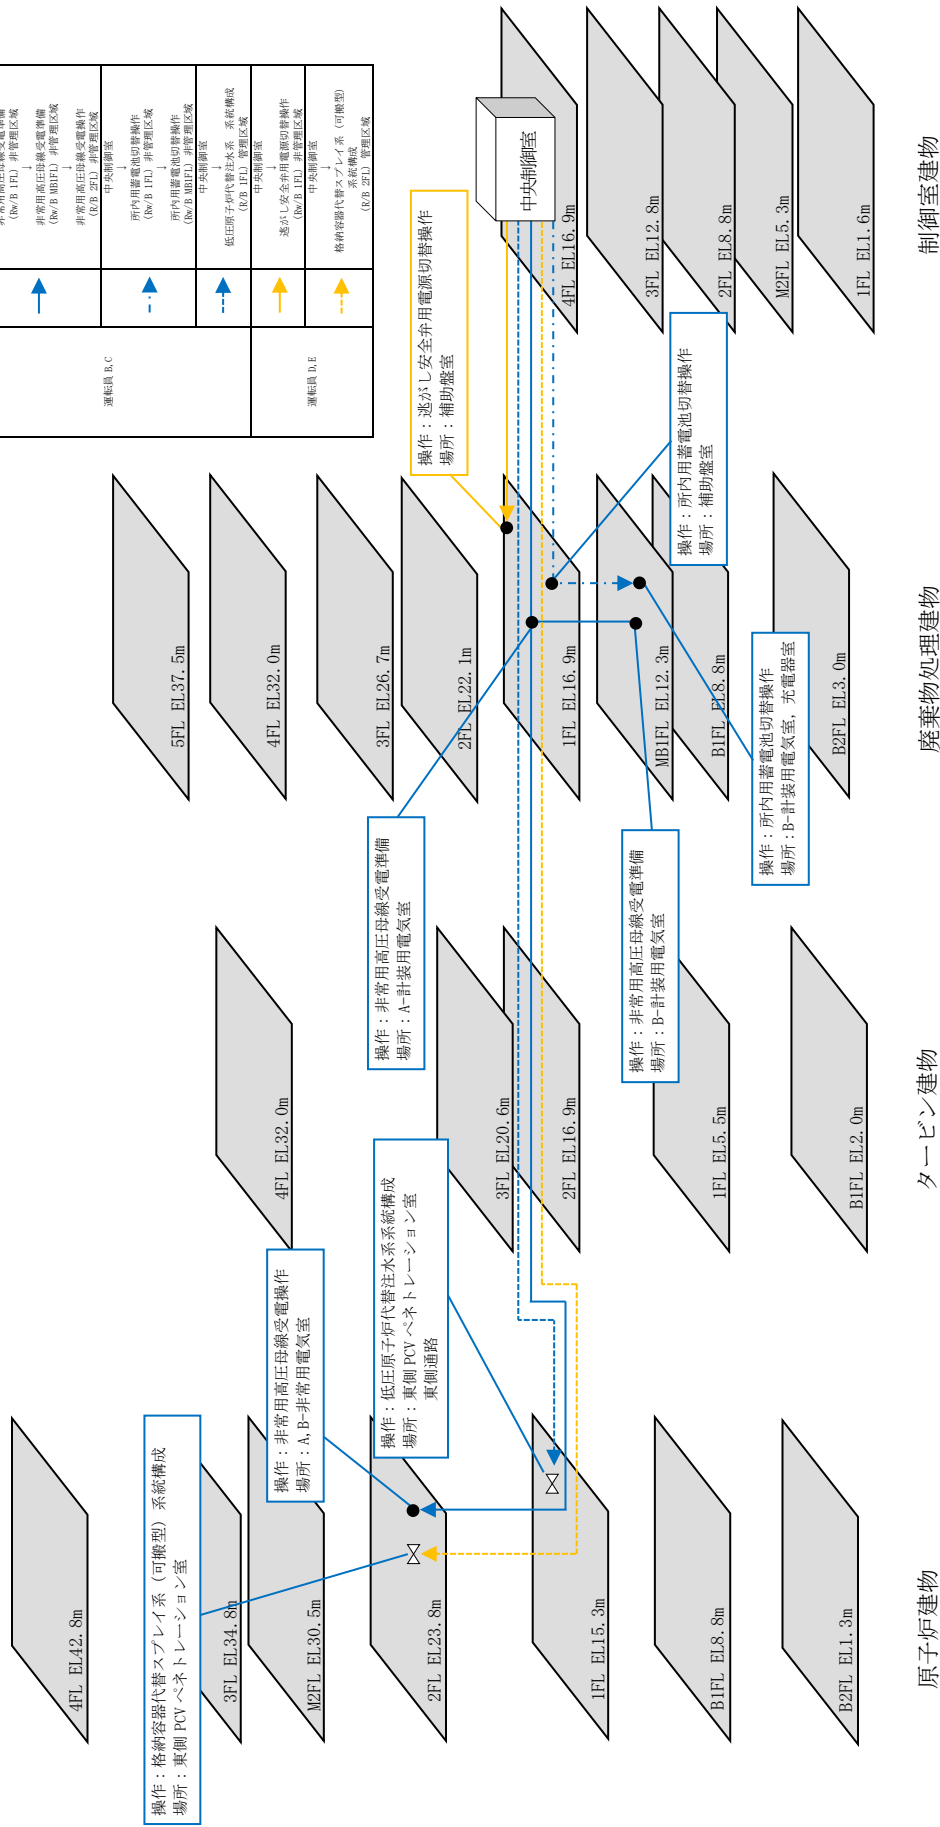 非常用高圧母線受電準備
(Rw/B 1FL) 非管理区域
↓
非常用高圧母線受電準備
(Rw/B MB1FL) 非管理区域
↓
非常用高圧母線受電操作
(R/B 2FL) 非管理区域
中央制御室
↓
所内用蓄電池切替操作
(Rw/B 1FL) 非管理区域
↓
所内用蓄電池切替操作
(Rw/B MB1FL) 非管理区域
中央制御室
↓
低圧原子炉代替注水系 系統構成
(R/B 1FL) 管理区域
中央制御室
↓
逃がし安全弁用電源切替操作
(Rw/B 1FL) 非管理区域
中央制御室
↓
格納容器代替スプレイ系 (可搬型)
系統構成
(R/B 2FL) 管理区域
運転員 B,C
運転員 D,E
操作：格納容器代替スプレイ系 (可搬型) 系統構成
場所：東側 PCV ペネトレーション室
操作：非常用高圧母線受電操作
場所：A,B-非常用電気室
操作：低圧原子炉代替注水系系統構成
場所：東側 PCV ペネトレーション室
東側通路
操作：非常用高圧母線受電準備
場所：A-計装用電気室
操作：非常用高圧母線受電準備
場所：B-計装用電気室
操作：所内用蓄電池切替操作
場所：B-計装用電気室，充電器室
操作：所内用蓄電池切替操作
場所：補助盤室
操作：逃がし安全弁用電源切替操作
場所：補助盤室
中央制御室
4FL EL42.8m
3FL EL34.8m
M2FL EL30.5m
2FL EL23.8m
1FL EL15.3m
B1FL EL8.8m
B2FL EL1.3m
原子炉建物
4FL EL32.0m
3FL EL20.6m
2FL EL16.9m
1FL EL5.5m
B1FL EL2.0m
タービン建物
5FL EL37.5m
4FL EL32.0m
3FL EL26.7m
2FL EL22.1m
1FL EL16.9m
MB1FL EL12.3m
B1FL EL8.8m
B2FL EL3.0m
廃棄物処理建物
4FL EL16.9m
3FL EL12.8m
2FL EL8.8m
M2FL EL5.3m
1FL EL1.6m
制御室建物